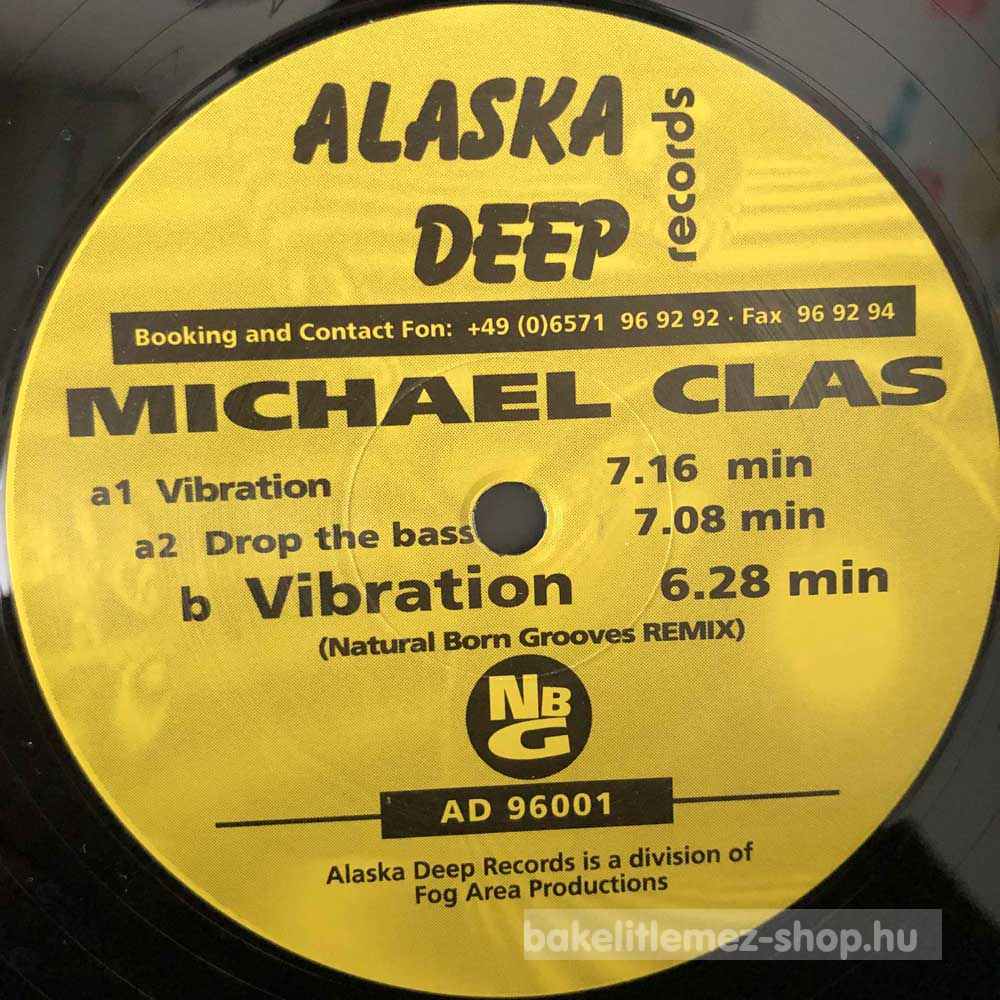 ALASKA
DEEP
records
Booking and Contact Fon: +49 (0)6571 96 92 92 · Fax 96 92 94
MICHAEL CLAS
a1 Vibration 7.16 min
a2 Drop the bass 7.08 min
b Vibration 6.28 min
(Natural Born Grooves REMIX)
NB
G
AD 96001
Alaska Deep Records is a division of
Fog Area Productions
bakelitlemez-shop.hu